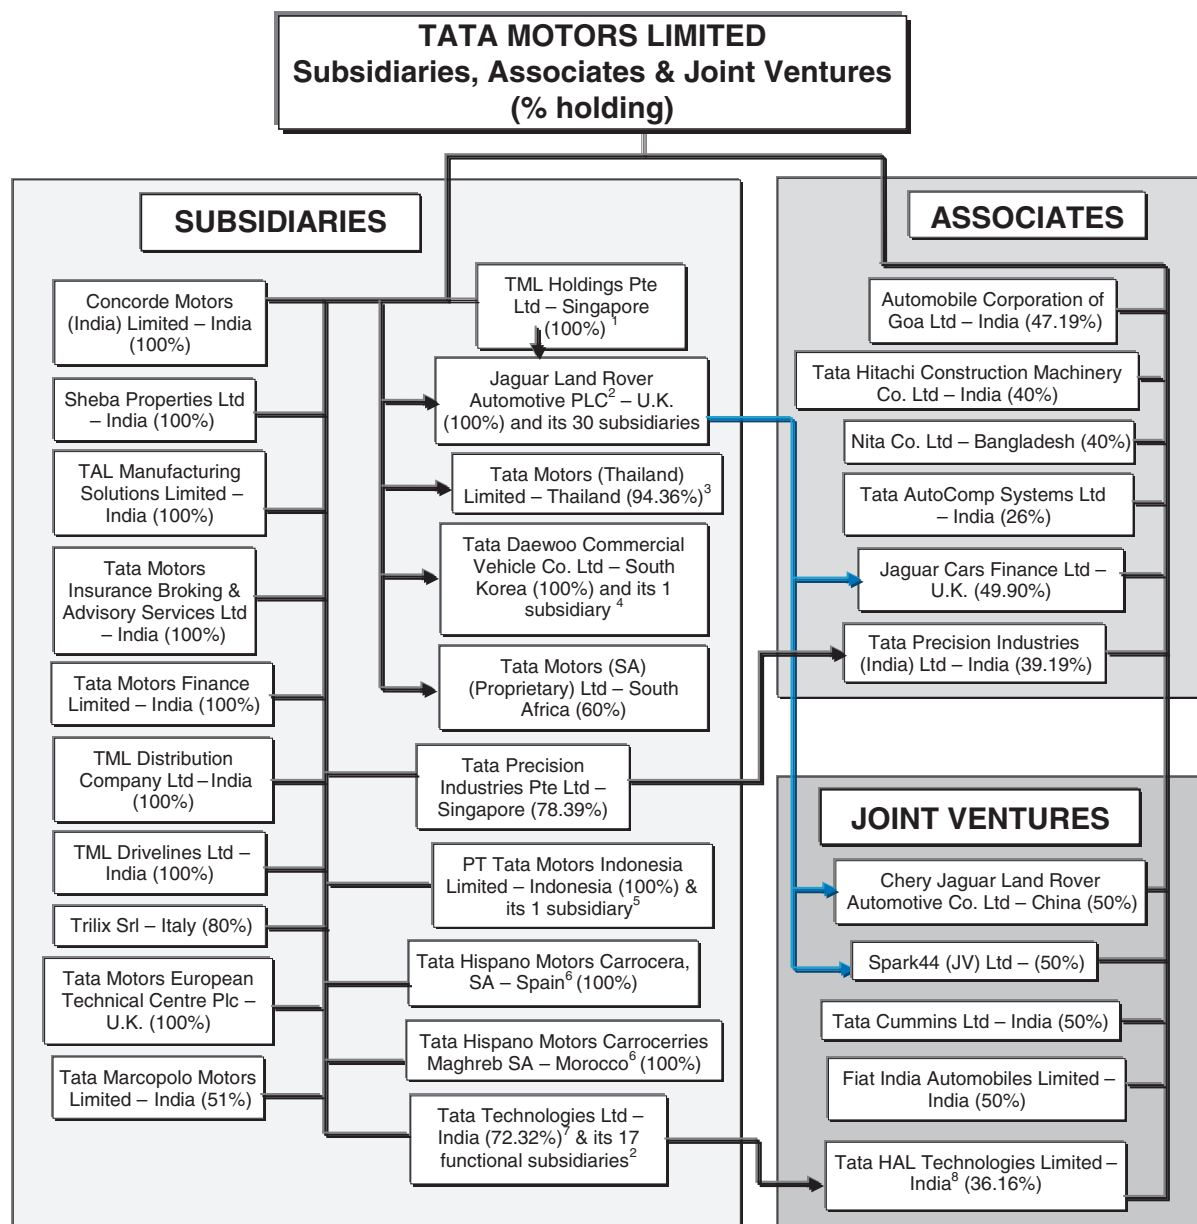 TATA MOTORS LIMITED
Subsidiaries, Associates & Joint Ventures
(% holding)
SUBSIDIARIES
Concorde Motors
(India) Limited – India
(100%)
Sheba Properties Ltd
– India (100%)
TAL Manufacturing
Solutions Limited –
India (100%)
Tata Motors
Insurance Broking &
Advisory Services Ltd
– India (100%)
Tata Motors Finance
Limited – India (100%)
TML Distribution
Company Ltd – India
(100%)
TML Drivelines Ltd –
India (100%)
Trilix Srl – Italy (80%)
Tata Motors European
Technical Centre Plc –
U.K. (100%)
Tata Marcopolo Motors
Limited – India (51%)
TML Holdings Pte
Ltd – Singapore
(100%) 1
Jaguar Land Rover
Automotive PLC2 – U.K.
(100%) and its 30 subsidiaries
Tata Motors (Thailand)
Limited – Thailand (94.36%)3
Tata Daewoo Commercial
Vehicle Co. Ltd – South
Korea (100%) and its 1
subsidiary 4
Tata Motors (SA)
(Proprietary) Ltd – South
Africa (60%)
Tata Precision
Industries Pte Ltd –
Singapore (78.39%)
PT Tata Motors Indonesia
Limited – Indonesia (100%) &
its 1 subsidiary5
Tata Hispano Motors Carrocera,
SA – Spain6 (100%)
Tata Hispano Motors Carrocerries
Maghreb SA – Morocco6 (100%)
Tata Technologies Ltd –
India (72.32%)7 & its 17
functional subsidiaries2
ASSOCIATES
Automobile Corporation of
Goa Ltd – India (47.19%)
Tata Hitachi Construction Machinery
Co. Ltd – India (40%)
Nita Co. Ltd – Bangladesh (40%)
Tata AutoComp Systems Ltd
– India (26%)
Jaguar Cars Finance Ltd –
U.K. (49.90%)
Tata Precision Industries
(India) Ltd – India (39.19%)
JOINT VENTURES
Chery Jaguar Land Rover
Automotive Co. Ltd – China (50%)
Spark44 (JV) Ltd – (50%)
Tata Cummins Ltd – India (50%)
Fiat India Automobiles Limited –
India (50%)
Tata HAL Technologies Limited –
India8 (36.16%)